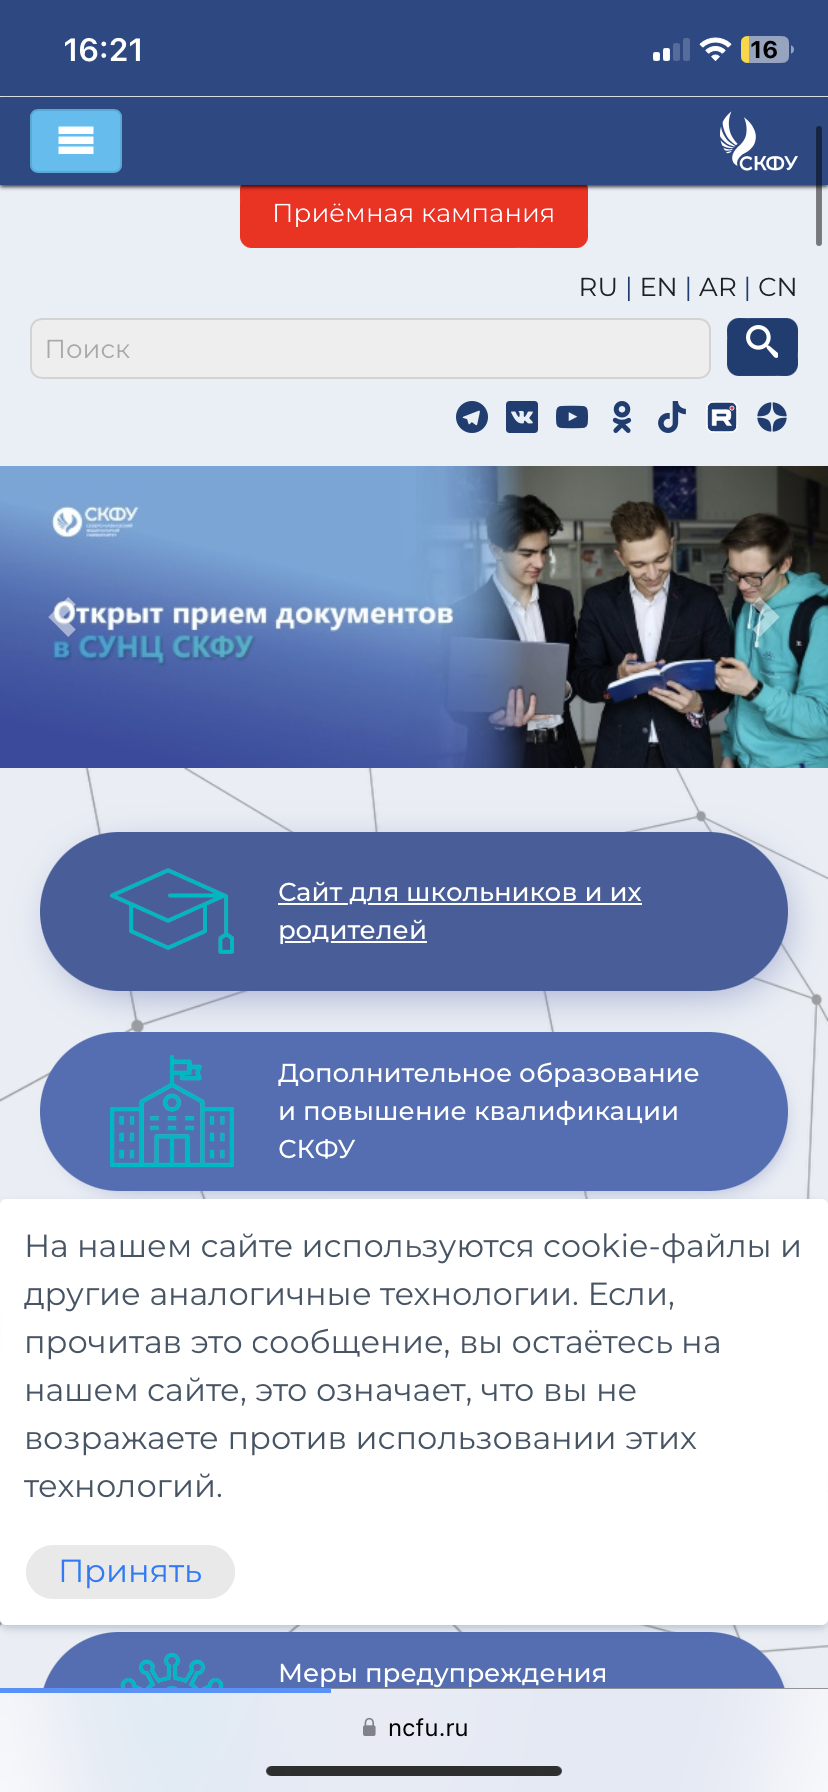 16:21
16
СКФУ
Приёмная кампания
RU | EN | AR | CN
Поиск
СКФУ
Открыт прием документов
в СУНЦ СКФУ
Сайт для школьников и их
родителей
Дополнительное образование
и повышение квалификации
СКФУ
На нашем сайте используются cookie-файлы и
другие аналогичные технологии. Если,
прочитав это сообщение, вы остаётесь на
нашем сайте, это означает, что вы не
возражаете против использовании этих
технологий.
Принять
Меры предупреждения
ncfu.ru